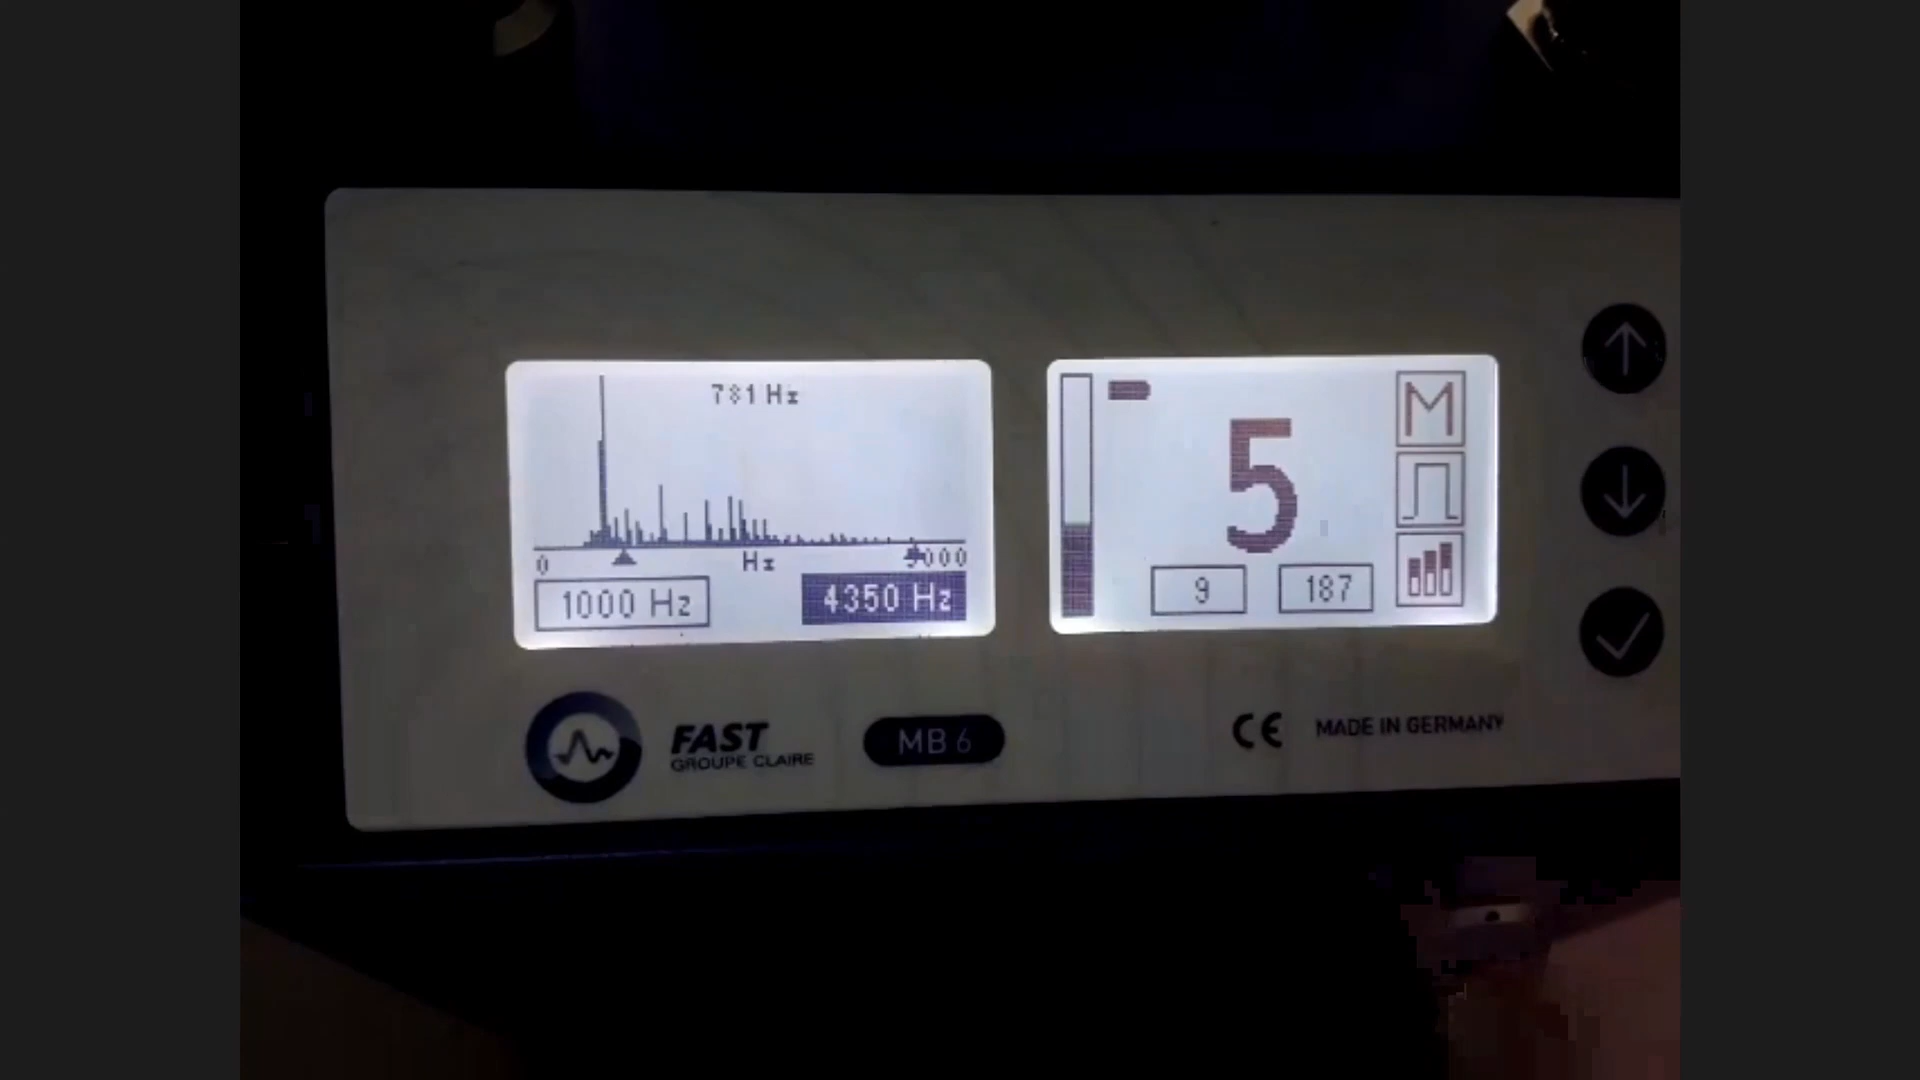 781 Hz
0 Hz 5000
1000 Hz
4350 Hz
5
M
9
187
FAST
GROUPE CLAIRE
MB 6
CE
MADE IN GERMANY